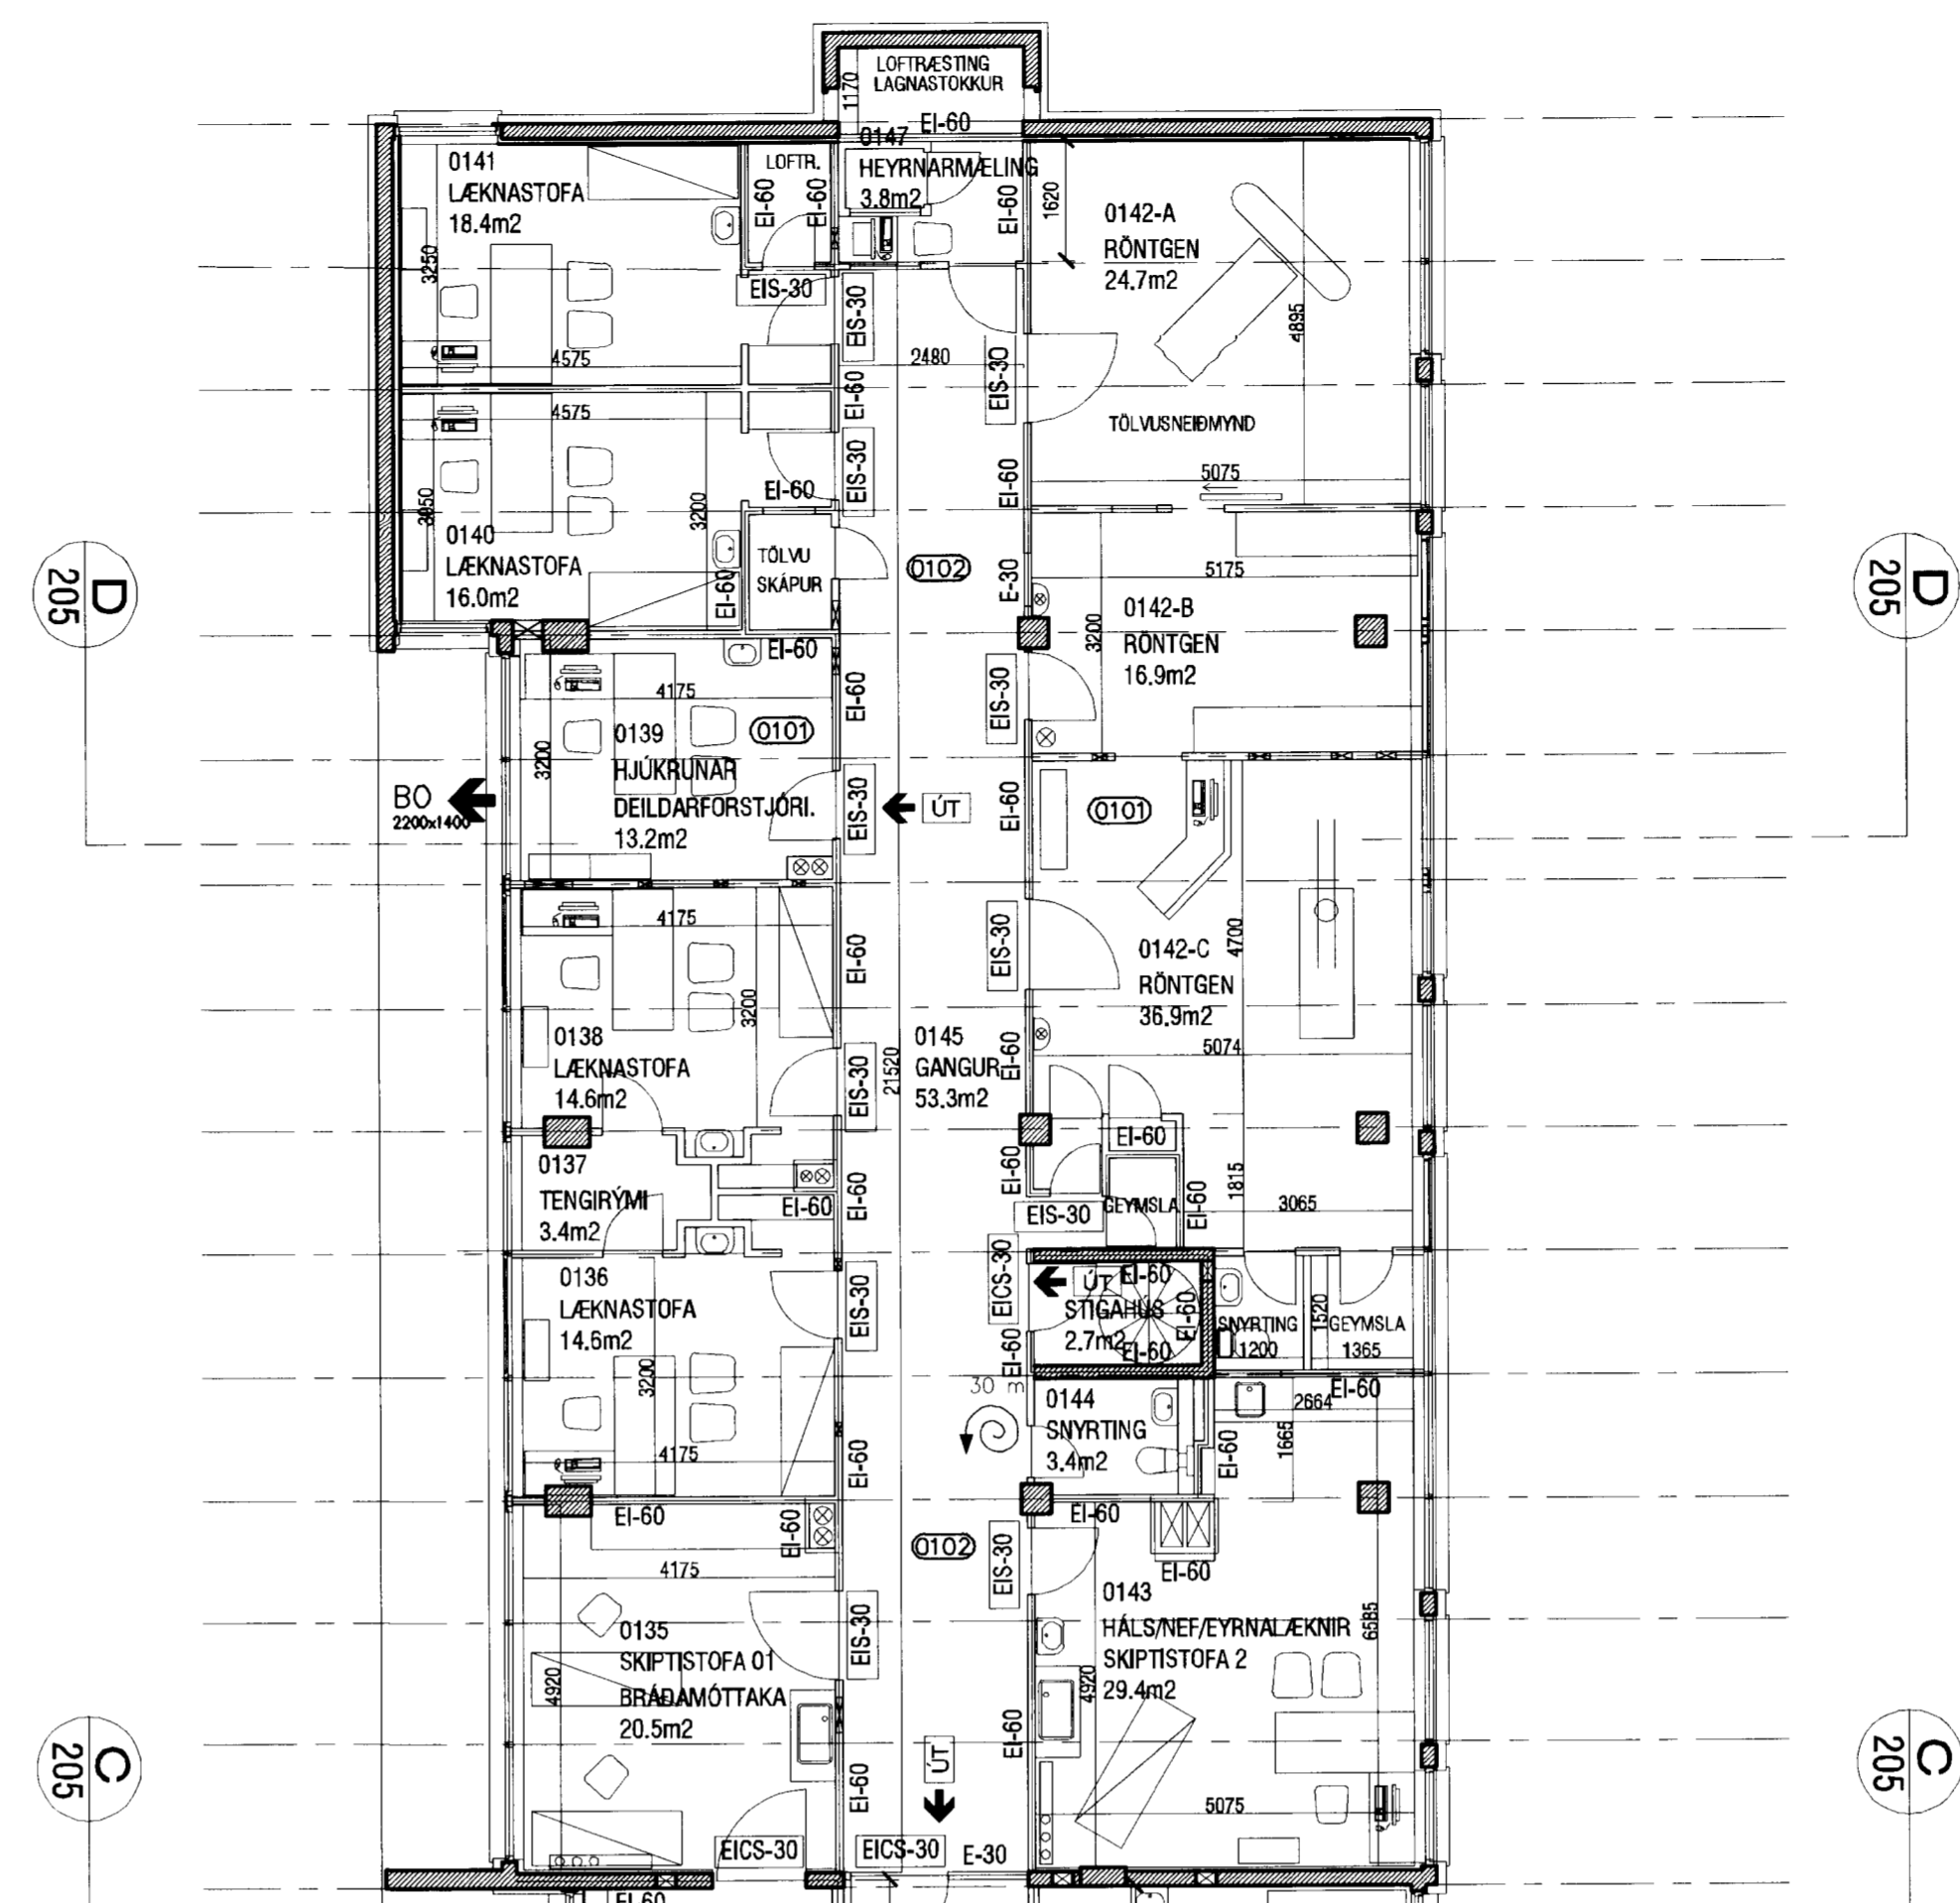 LOFTRÆSTING
LAGNASTOKKUR
1170
EI-60
0147
HEYRNARMÆLING
3.8m2
EI-60
1620
LOFTR.
EI-60
EI-60
0141
LÆKNASTOFA
18.4m2
3250
4575
EIS-30
EIS-30
2480
0142-A
RÖNTGEN
24.7m2
4895
EIS-30
TÖLVUSNEIÐMYND
5075
EI-60
4575
EIS-30
EI-60
EI-60
3050
3200
0140
LÆKNASTOFA
16.0m2
EI-60
TÖLVU
SKÁPUR
0102
E-30
5175
0142-B
RÖNTGEN
16.9m2
3200
EIS-30
D
205
D
205
EI-60
4175
EI-60
0139
HJÚKRUNAR
DEILDARFORSTJÓRI.
13.2m2
0101
3200
BO
2200x1400
EIS-30
ÚT
EI-60
0101
4175
EI-60
3200
0138
LÆKNASTOFA
14.6m2
EIS-30
21520
0145
GANGUR
53.3m2
EI-60
EIS-30
0142-C
RÖNTGEN
36.9m2
4700
5074
EI-60
EI-60
0137
TENGIRÝMI
3.4m2
EI-60
EI-60
EIS-30
GEYMSLA
EI-60
1815
3065
0136
LÆKNASTOFA
14.6m2
EIS-30
3200
4175
EI-60
EICS-30
ÚT
EI-60
STIGAHÚS
2.7m2
EI-60
EI-60
EI-60
SNYRTING
1200
1520
GEYMSLA
1365
30 m
0144
SNYRTING
3.4m2
EI-60
2664
EI-60
1665
EI-60
EI-60
EI-60
EI-60
4175
0102
EIS-30
0135
SKIPTISTOFA 01
BRÁÐAMÓTTAKA
20.5m2
4920
EIS-30
EI-60
0143
HÁLS/NEF/EYRNALÆKNIR
SKIPTISTOFA 2
29.4m2
6585
4920
EI-60
ÚT
5075
EICS-30
EICS-30
E-30
EI-60
C
205
C
205